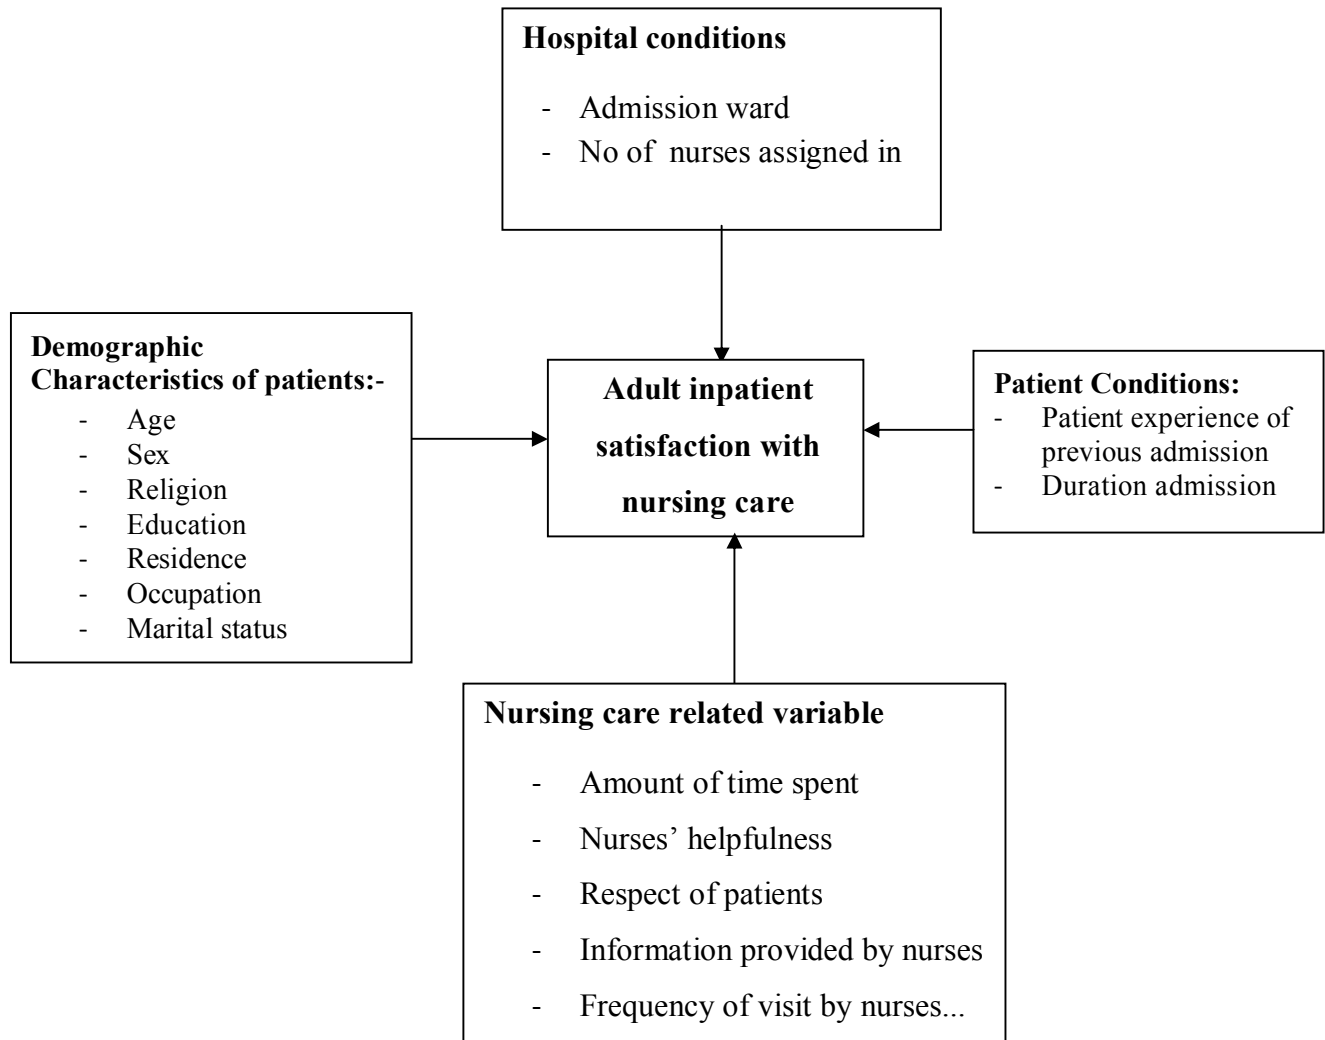 Hospital conditions
- Admission ward
- No of nurses assigned in
Demographic
Characteristics of patients:-
- Age
- Sex
- Religion
- Education
- Residence
- Occupation
- Marital status
Adult inpatient
satisfaction with
nursing care
Patient Conditions:
- Patient experience of
previous admission
- Duration admission
Nursing care related variable
- Amount of time spent
- Nurses’ helpfulness
- Respect of patients
- Information provided by nurses
- Frequency of visit by nurses...